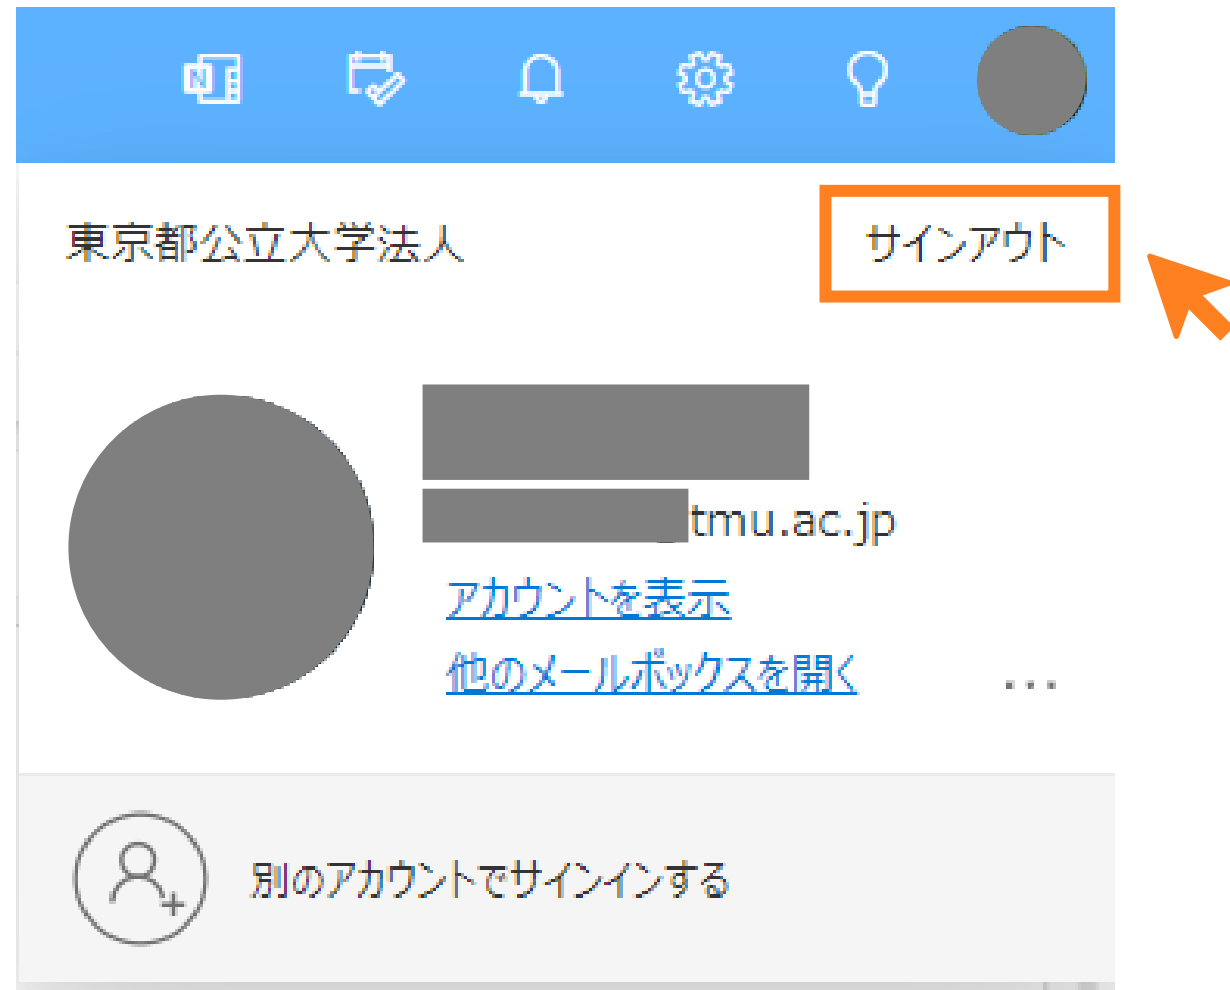 東京都公立大学法人
サインアウト
tmu.ac.jp
アカウントを表示
他のメールボックスを開く
...
別のアカウントでサインインする